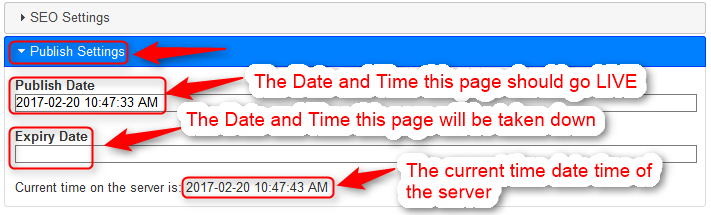 SEO Settings
Publish Settings
Publish Date
The Date and Time this page should go LIVE
2017-02-20 10:47:33 AM
The Date and Time this page will be taken down
Expiry Date
The current time date time of
the server
Current time on the server is: 2017-02-20 10:47:43 AM